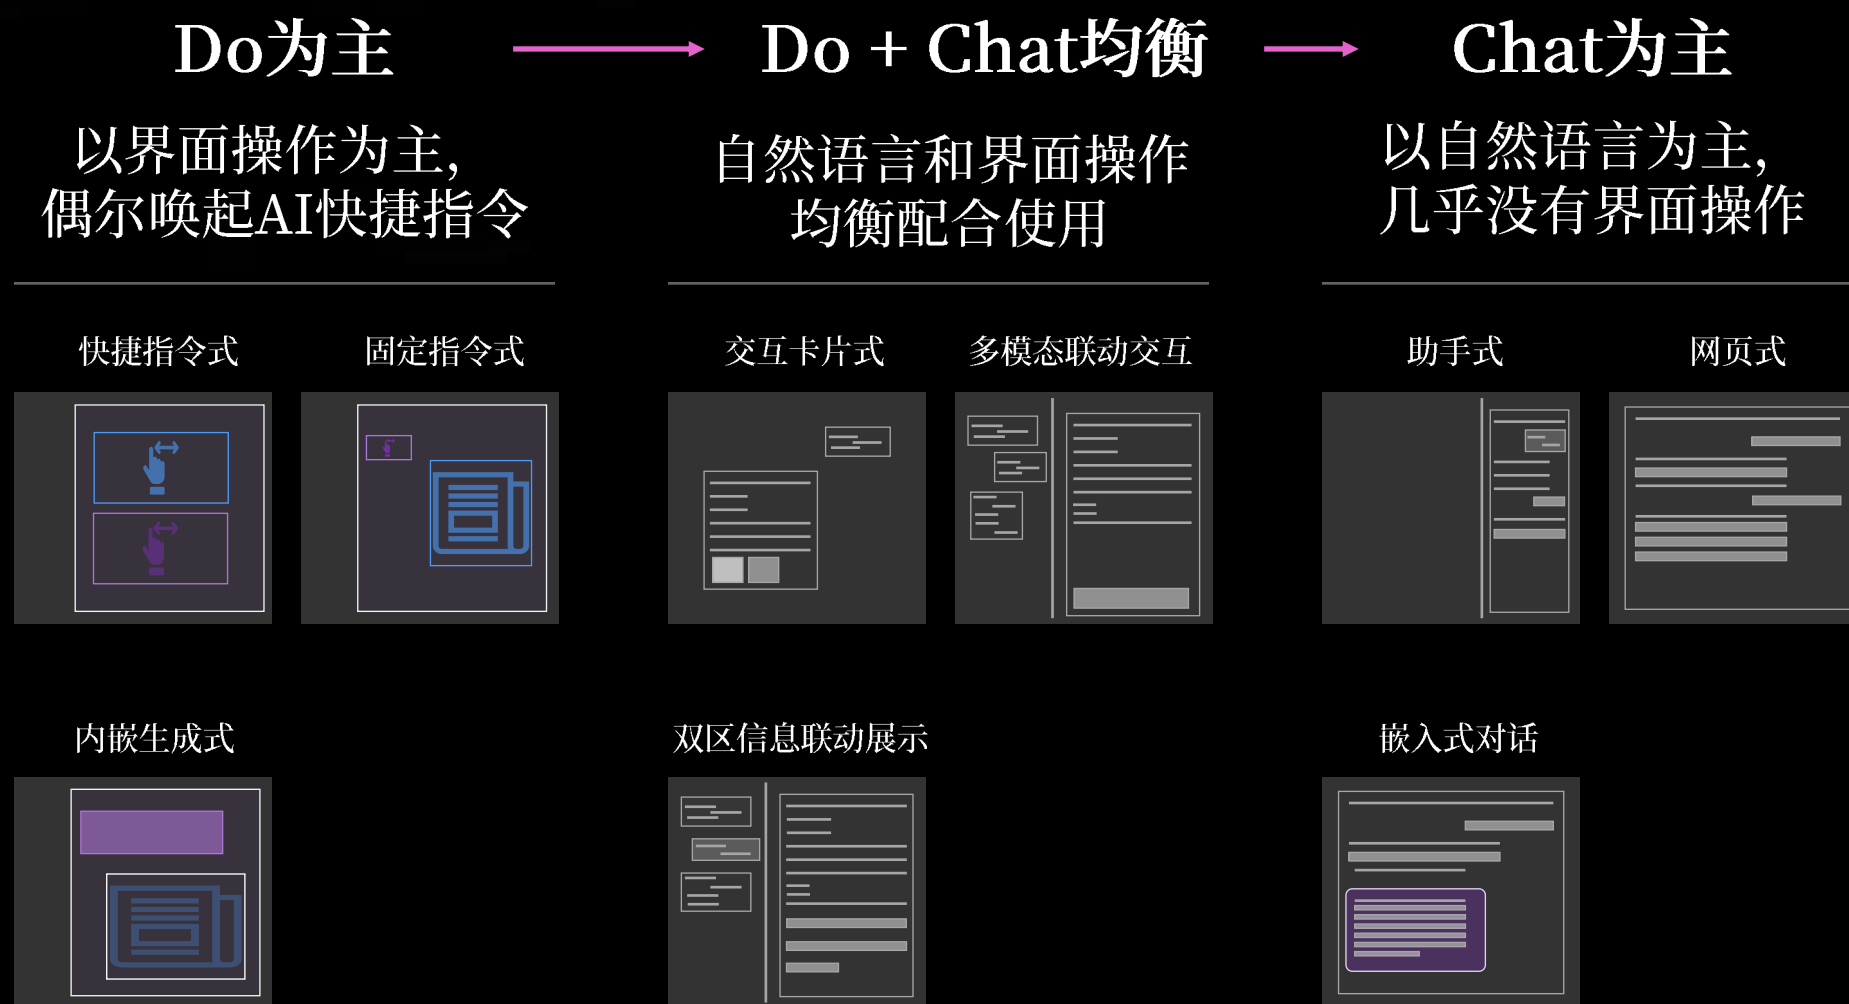 Do为主
以界面操作为主,
偶尔唤起AI快捷指令
快捷指令式
固定指令式
内嵌生成式
Do + Chat均衡
自然语言和界面操作
均衡配合使用
交互卡片式
多模态联动交互
双区信息联动展示
Chat为主
以自然语言为主,
几乎没有界面操作
助手式
网页式
嵌入式对话